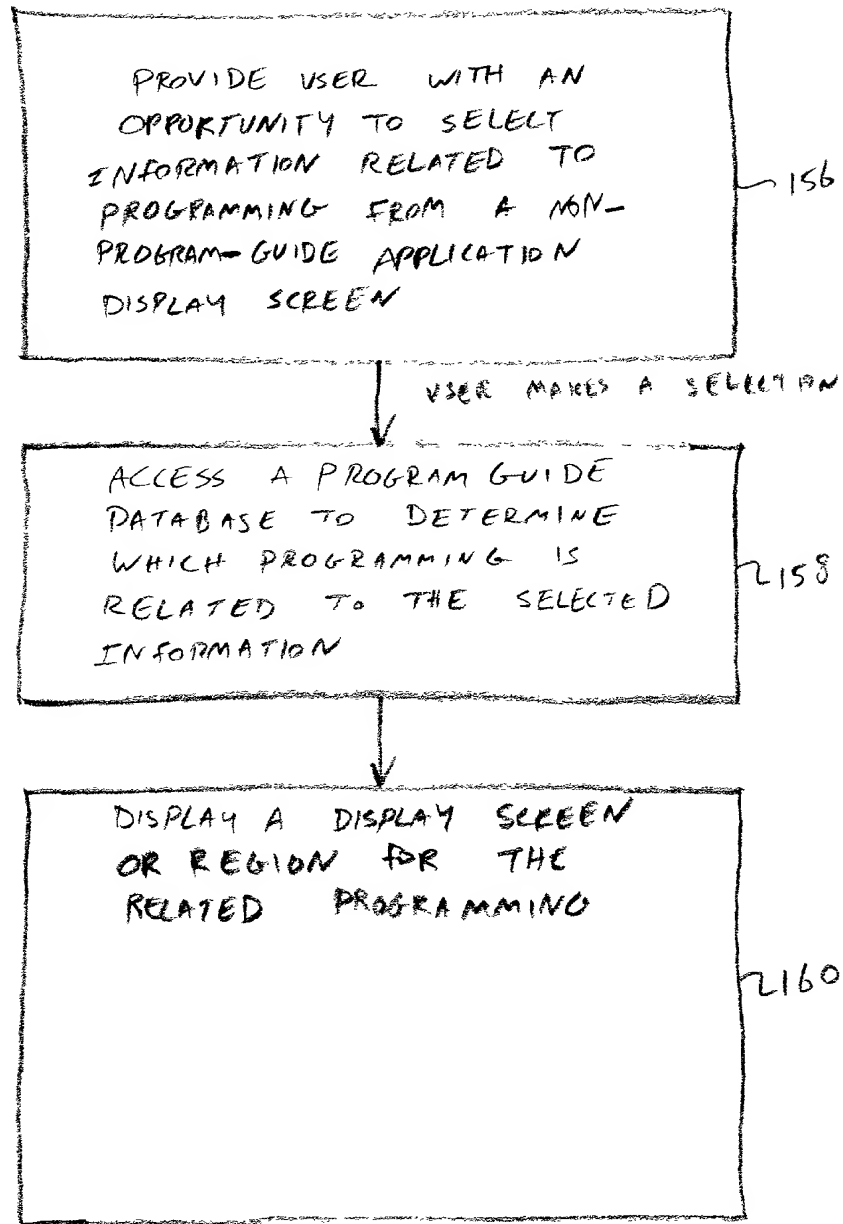 PROVIDE USER WITH AN
OPPORTUNITY TO SELECT
INFORMATION RELATED TO
PROGRAMMING FROM A NON-
PROGRAM-GUIDE APPLICATION
DISPLAY SCREEN
156
USER MAKES A SELECTION
ACCESS A PROGRAM GUIDE
DATABASE TO DETERMINE
WHICH PROGRAMMING IS
RELATED TO THE SELECTED
INFORMATION
158
DISPLAY A DISPLAY SCREEN
OR REGION FOR THE
RELATED PROGRAMMING
160